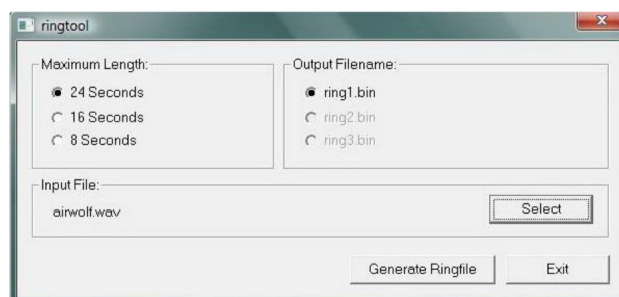 ringtool
Maximum Length:
24 Seconds
16 Seconds
8 Seconds
Output Filename:
ring1.bin
ring2.bin
ring3.bin
Input File:
airwolf.wav
Select
Generate Ringfile
Exit